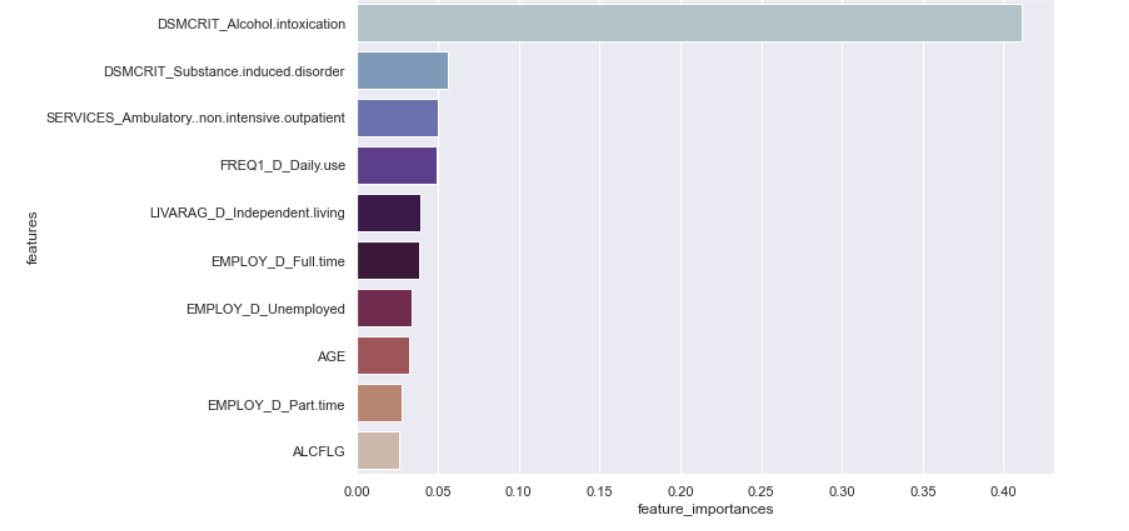 DSMCRIT_Alcohol.intoxication
DSMCRIT_Substance.induced.disorder
SERVICES_Ambulatory..non.intensive.outpatient
FREQ1_D_Daily.use
LIVARAG_D_Independent.living
features
EMPLOY_D_Full.time
EMPLOY_D_Unemployed
AGE
EMPLOY_D_Part.time
ALCFLG
0.00 0.05 0.10 0.15 0.20 0.25 0.30 0.35 0.40
feature_importances